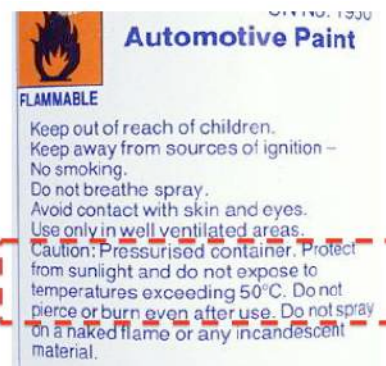 UN No. 1950
Automotive Paint
FLAMMABLE
Keep out of reach of children.
Keep away from sources of ignition –
No smoking.
Do not breathe spray.
Avoid contact with skin and eyes.
Use only in well ventilated areas.
Caution: Pressurised container. Protect
from sunlight and do not expose to
temperatures exceeding 50°C. Do not
pierce or burn even after use. Do not spray
on a naked flame or any incandescent
material.